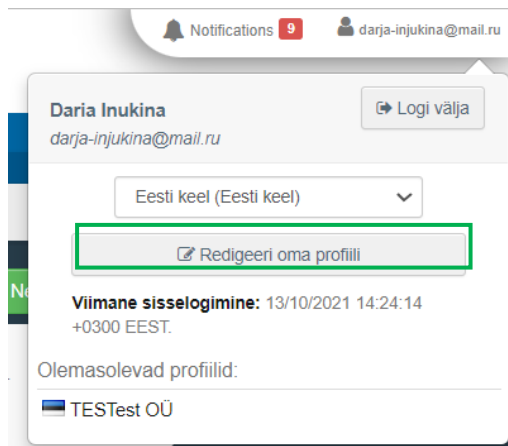 Notifications 9 darja-injukina@mail.ru
Daria Inukina
Logi välja
darja-injukina@mail.ru
Eesti keel (Eesti keel)
Redigeeri oma profiili
Ne
Viimane sisselogimine: 13/10/2021 14:24:14
+0300 EEST.
Olemasolevad profiilid:
TESTest OÜ